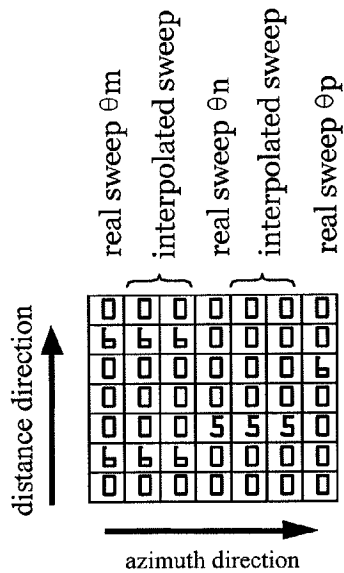 real sweep θm
interpolated sweep
real sweep θn
interpolated sweep
real sweep θp
distance direction
0 0 0 0 0 0 0
6 6 6 0 0 0 0
0 0 0 0 0 0 6
0 0 0 0 0 0 0
0 0 0 5 5 5 0
6 6 6 0 0 0 0
0 0 0 0 0 0 0
azimuth direction